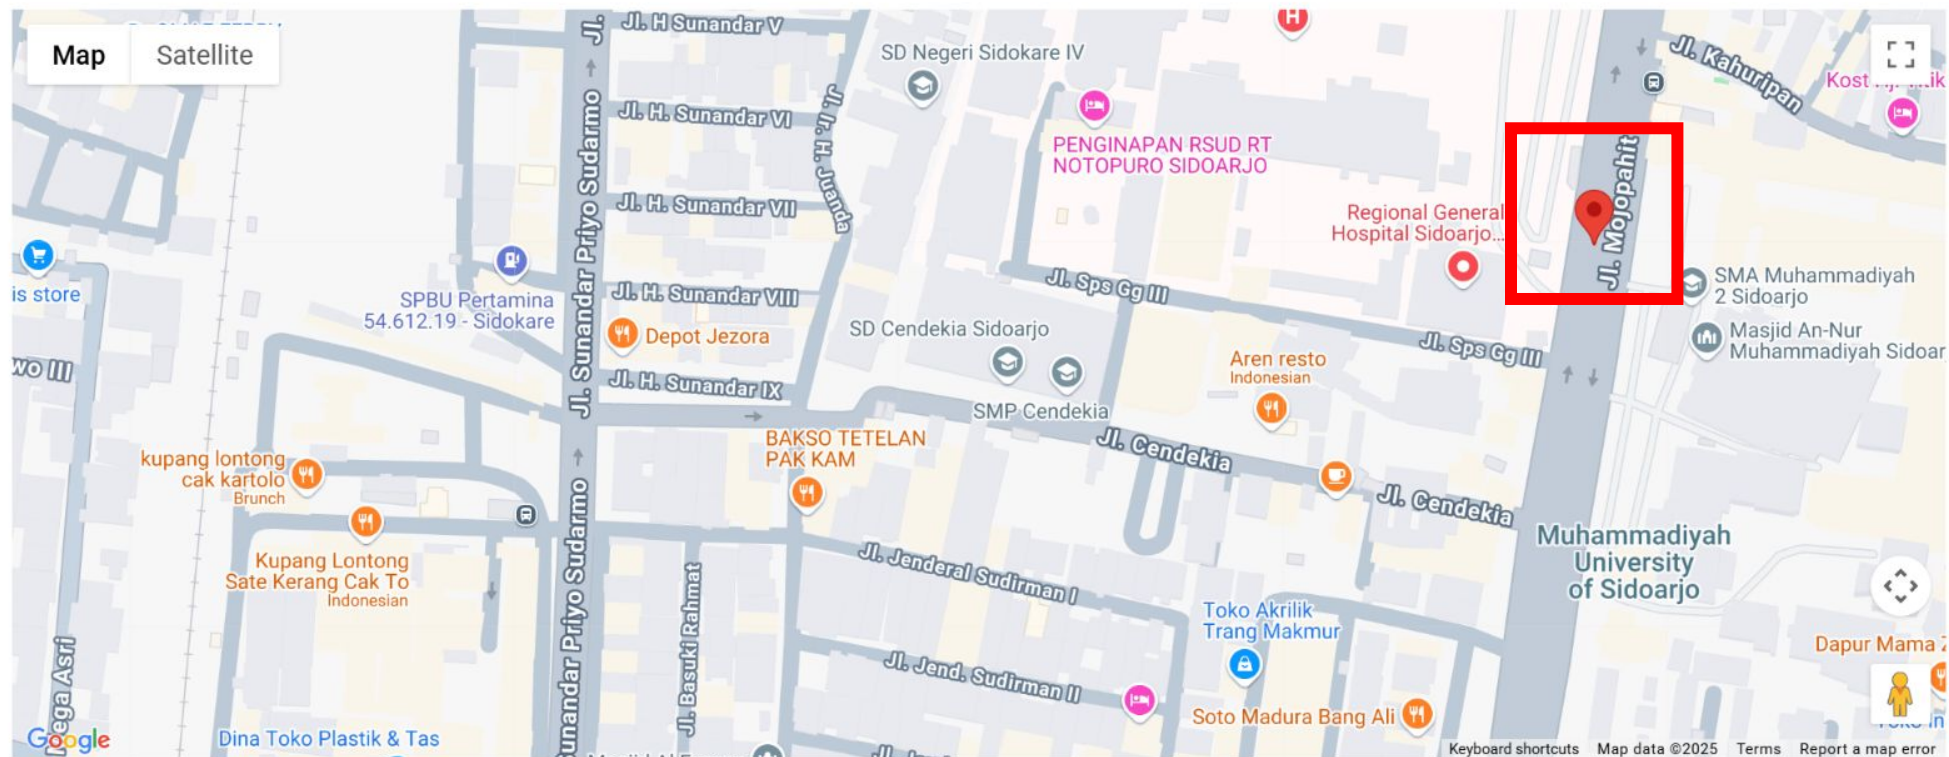 Map
Satellite
Jl. H Sunandar V
SD Negeri Sidokare IV
Jl. Kahuripan
Jl. H. Sunandar VI
Jl. Ir. H. Juanda
PENGINAPAN RSUD RT
NOTOPURO SIDOARJO
Jl. Mojopahit
Jl. Sunandar Priyo Sudarmo
Jl. H. Sunandar VII
Regional General
Hospital Sidoarjo...
is store
SPBU Pertamina
54.612.19 - Sidokare
Jl. H. Sunandar VIII
Jl. Sps Gg III
SMA Muhammadiyah
2 Sidoarjo
Depot Jezora
SD Cendekia Sidoarjo
Jl. Sps Gg III
Masjid An-Nur
Muhammadiyah Sidoar
wo III
Jl. H. Sunandar IX
Aren resto
Indonesian
SMP Cendekia
BAKSO TETELAN
PAK KAM
Jl. Cendekia
kupang lontong
cak kartolo
Brunch
Jl. Cendekia
Kupang Lontong
Sate Kerang Cak To
Indonesian
Jl. Jenderal Sudirman I
Muhammadiyah
University
of Sidoarjo
unandar Priyo Sudarmo
Jl. Basuki Rahmat
Toko Akrilik
Trang Makmur
Jl. Jend. Sudirman II
Dapur Mama
Soto Madura Bang Ali
Google
Dina Toko Plastik & Tas
Keyboard shortcuts Map data ©2025 Terms Report a map error